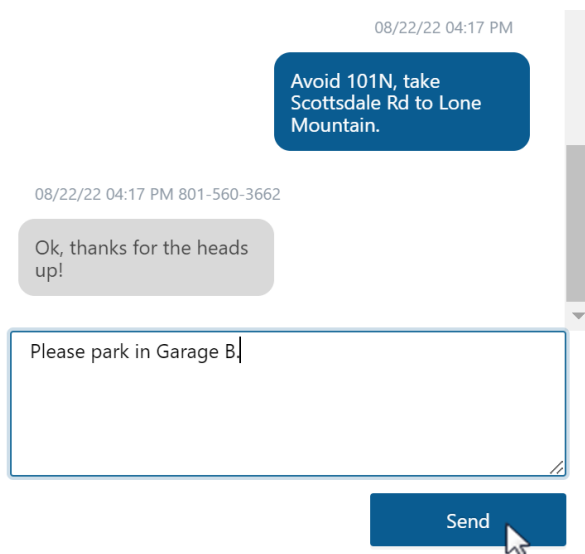 08/22/22 04:17 PM
Avoid 101N, take
Scottsdale Rd to Lone
Mountain.
08/22/22 04:17 PM 801-560-3662
Ok, thanks for the heads
up!
Please park in Garage B.
Send